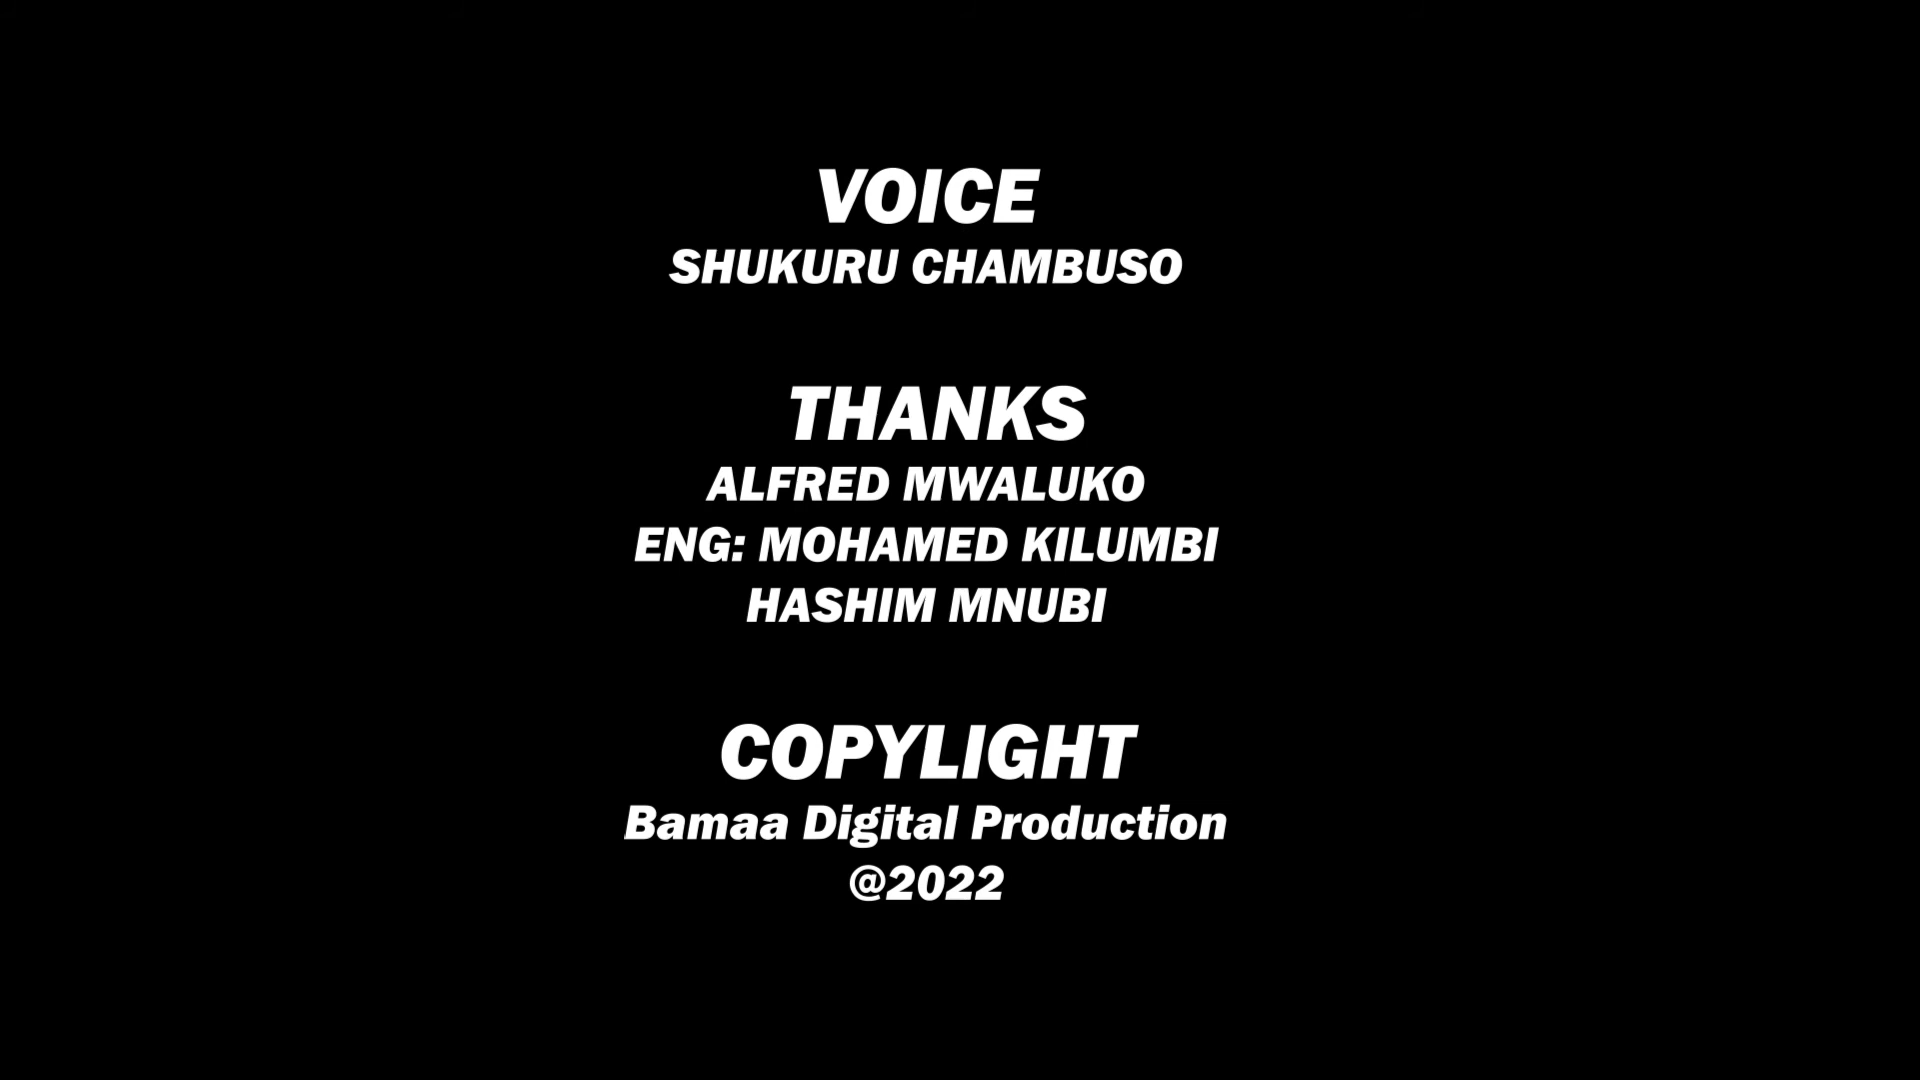 VOICE
SHUKURU CHAMBUSO
THANKS
ALFRED MWALUKO
ENG: MOHAMED KILUMBI
HASHIM MNUBI
COPYLIGHT
Bamaa Digital Production
@2022